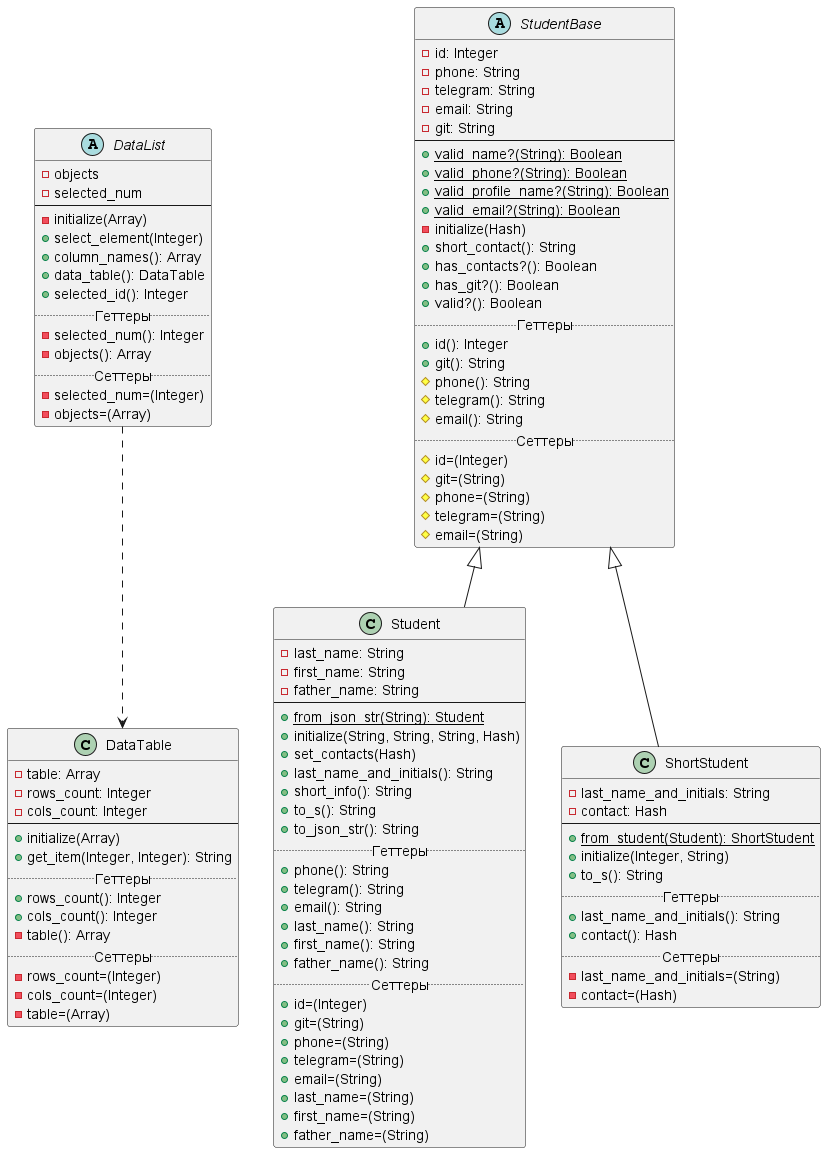 A StudentBase
id: Integer
phone: String
telegram: String
email: String
git: String
valid_name?(String): Boolean
valid_phone?(String): Boolean
valid_profile_name?(String): Boolean
valid_email?(String): Boolean
initialize(Hash)
short_contact(): String
has_contacts?(): Boolean
has_git?(): Boolean
valid?(): Boolean
Геттеры
id(): Integer
git(): String
phone(): String
telegram(): String
email(): String
Сеттеры
id=(Integer)
git=(String)
phone=(String)
telegram=(String)
email=(String)
A DataList
objects
selected_num
initialize(Array)
select_element(Integer)
column_names(): Array
data_table(): DataTable
selected_id(): Integer
Геттеры
selected_num(): Integer
objects(): Array
Сеттеры
selected_num=(Integer)
objects=(Array)
C Student
last_name: String
first_name: String
father_name: String
from_json_str(String): Student
initialize(String, String, String, Hash)
set_contacts(Hash)
last_name_and_initials(): String
short_info(): String
to_s(): String
to_json_str(): String
Геттеры
phone(): String
telegram(): String
email(): String
last_name(): String
first_name(): String
father_name(): String
Сеттеры
id=(Integer)
git=(String)
phone=(String)
telegram=(String)
email=(String)
last_name=(String)
first_name=(String)
father_name=(String)
C DataTable
table: Array
rows_count: Integer
cols_count: Integer
initialize(Array)
get_item(Integer, Integer): String
Геттеры
rows_count(): Integer
cols_count(): Integer
table(): Array
Сеттеры
rows_count=(Integer)
cols_count=(Integer)
table=(Array)
C ShortStudent
last_name_and_initials: String
contact: Hash
from_student(Student): ShortStudent
initialize(Integer, String)
to_s(): String
Геттеры
last_name_and_initials(): String
contact(): Hash
Сеттеры
last_name_and_initials=(String)
contact=(Hash)